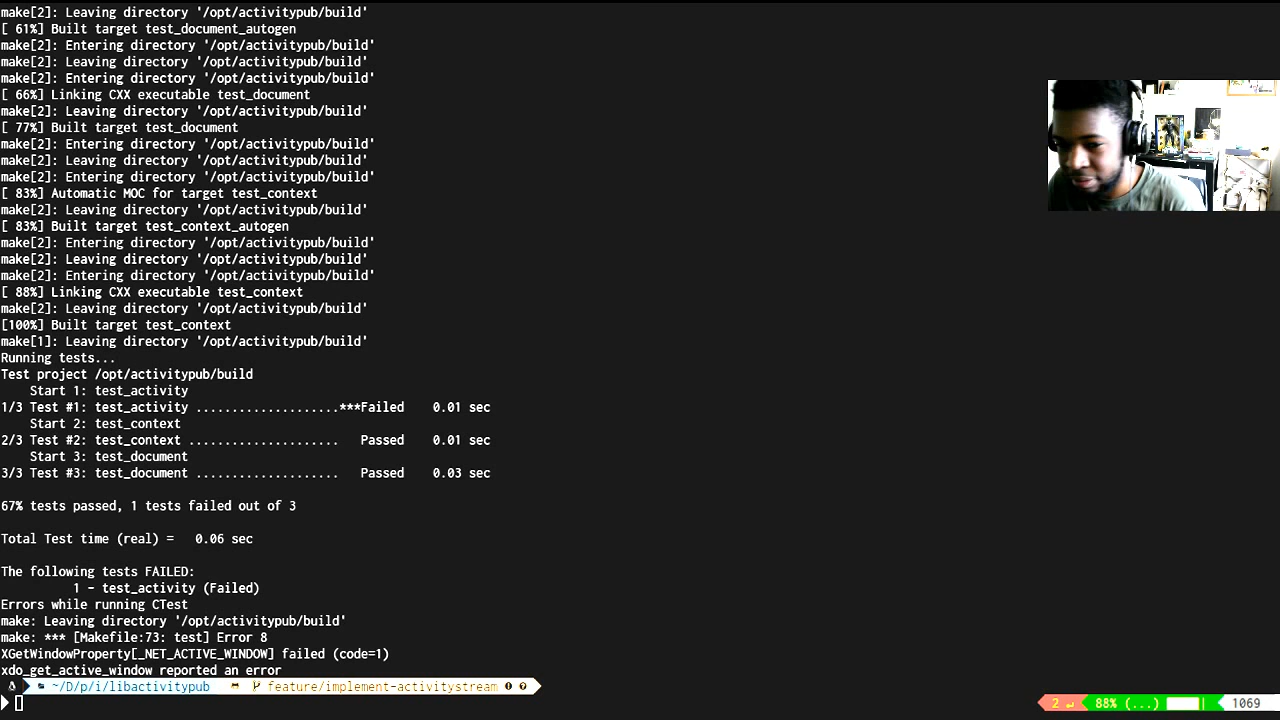 make[2]: Leaving directory '/opt/activitypub/build'
[ 61%] Built target test_document_autogen
make[2]: Entering directory '/opt/activitypub/build'
make[2]: Leaving directory '/opt/activitypub/build'
make[2]: Entering directory '/opt/activitypub/build'
[ 66%] Linking CXX executable test_document
make[2]: Leaving directory '/opt/activitypub/build'
[ 77%] Built target test_document
make[2]: Entering directory '/opt/activitypub/build'
make[2]: Leaving directory '/opt/activitypub/build'
make[2]: Entering directory '/opt/activitypub/build'
[ 83%] Automatic MOC for target test_context
make[2]: Leaving directory '/opt/activitypub/build'
[ 83%] Built target test_context_autogen
make[2]: Entering directory '/opt/activitypub/build'
make[2]: Leaving directory '/opt/activitypub/build'
make[2]: Entering directory '/opt/activitypub/build'
[ 88%] Linking CXX executable test_context
make[2]: Leaving directory '/opt/activitypub/build'
[100%] Built target test_context
make[1]: Leaving directory '/opt/activitypub/build'
Running tests...
Test project /opt/activitypub/build
Start 1: test_activity
1/3 Test #1: test_activity ....................***Failed 0.01 sec
Start 2: test_context
2/3 Test #2: test_context ..................... Passed 0.01 sec
Start 3: test_document
3/3 Test #3: test_document .................... Passed 0.03 sec
67% tests passed, 1 tests failed out of 3
Total Test time (real) = 0.06 sec
The following tests FAILED:
1 - test_activity (Failed)
Errors while running CTest
make: Leaving directory '/opt/activitypub/build'
make: *** [Makefile:73: test] Error 8
XGetWindowProperty[_NET_ACTIVE_WINDOW] failed (code=1)
xdo_get_active_window reported an error
~/D/p/i/libactivitypub feature/implement-activitystream
2 ↵ 88% (...) 1069